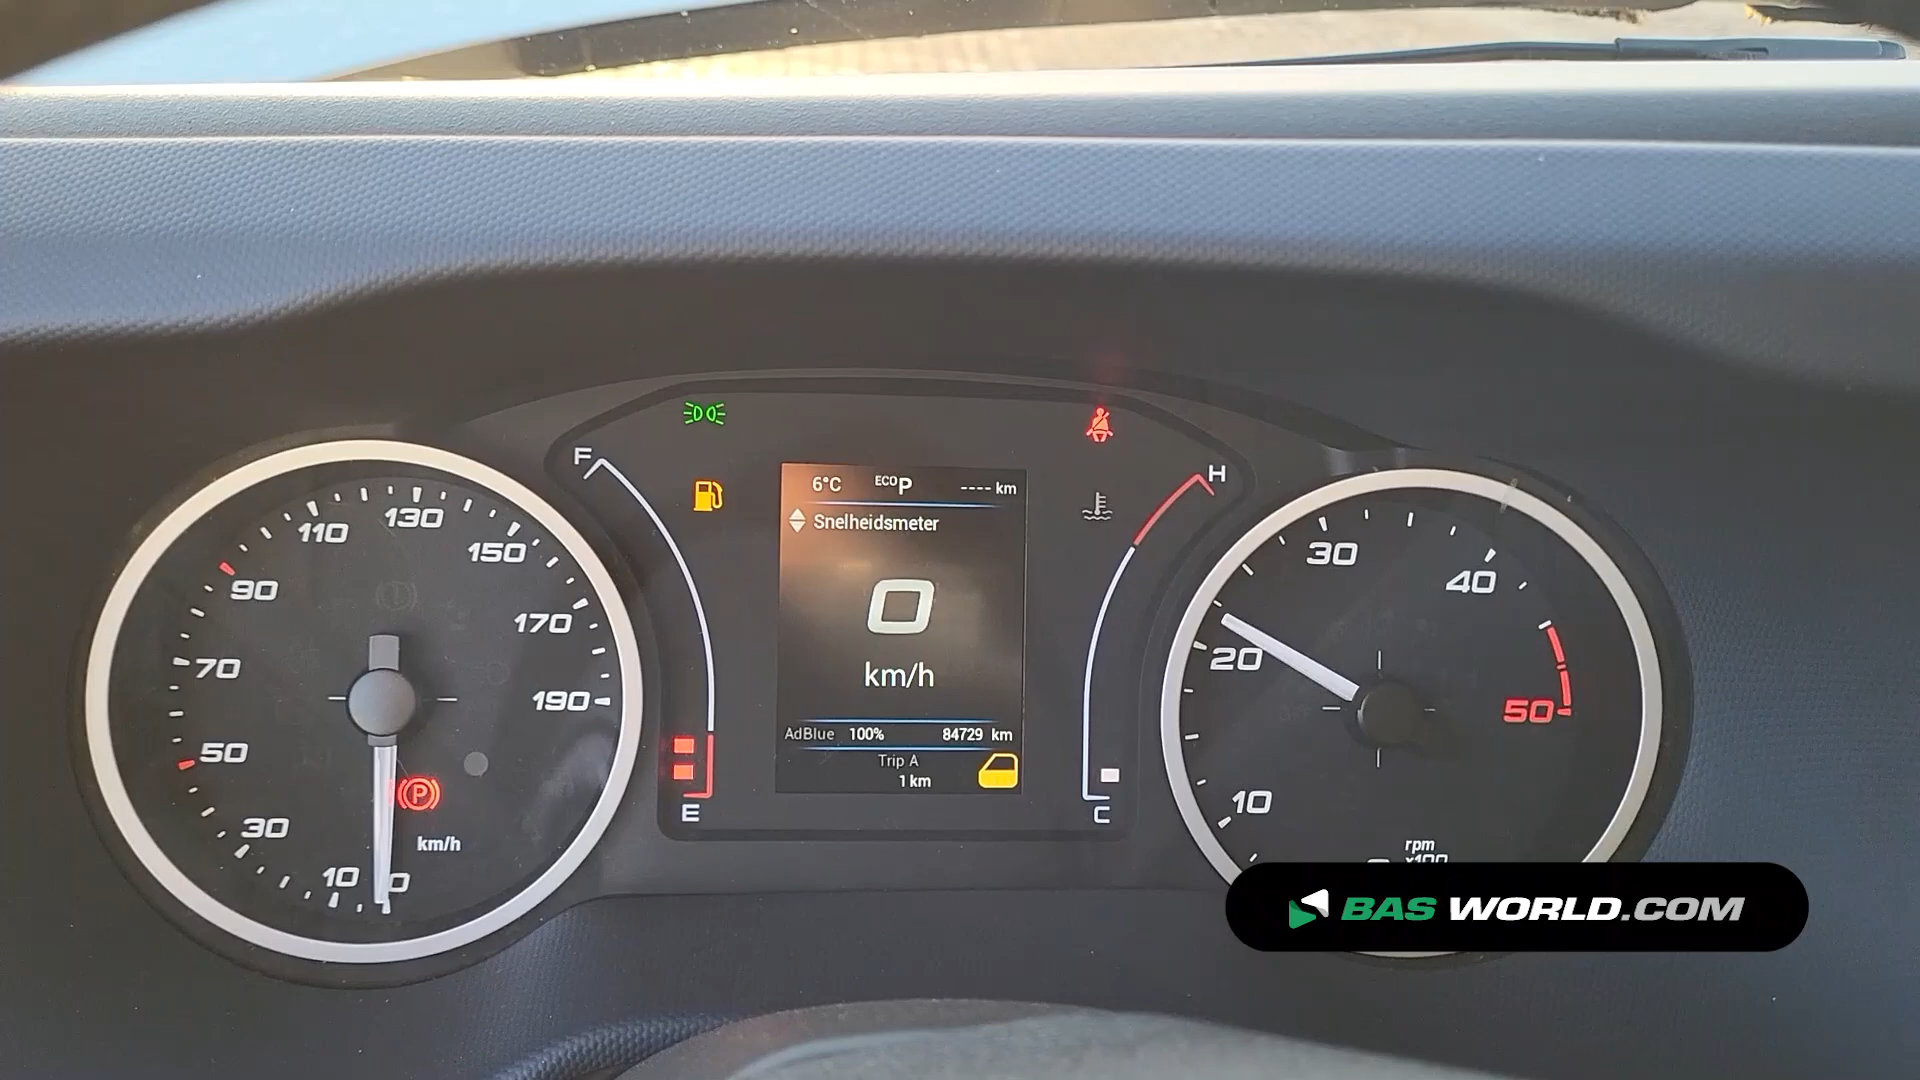 6°C ECO P ---- km
Snelheidsmeter
0
km/h
AdBlue 100% 84729 km
Trip A
1 km
F
E
H
C
0
10
30
50
70
90
110
130
150
170
190
P
km/h
10
20
30
40
50
rpm
x100
BAS WORLD.COM